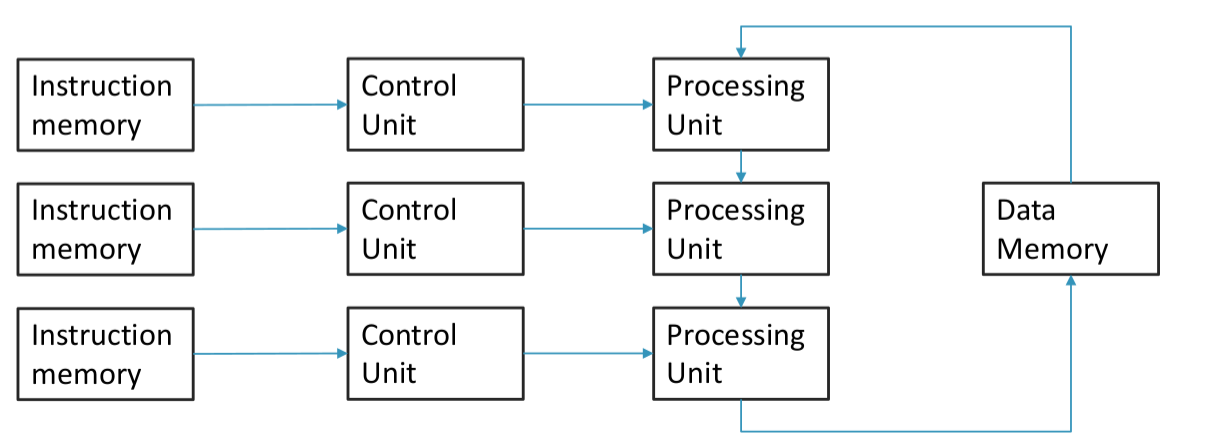 Instruction
memory
Control
Unit
Processing
Unit
Instruction
memory
Control
Unit
Processing
Unit
Data
Memory
Instruction
memory
Control
Unit
Processing
Unit